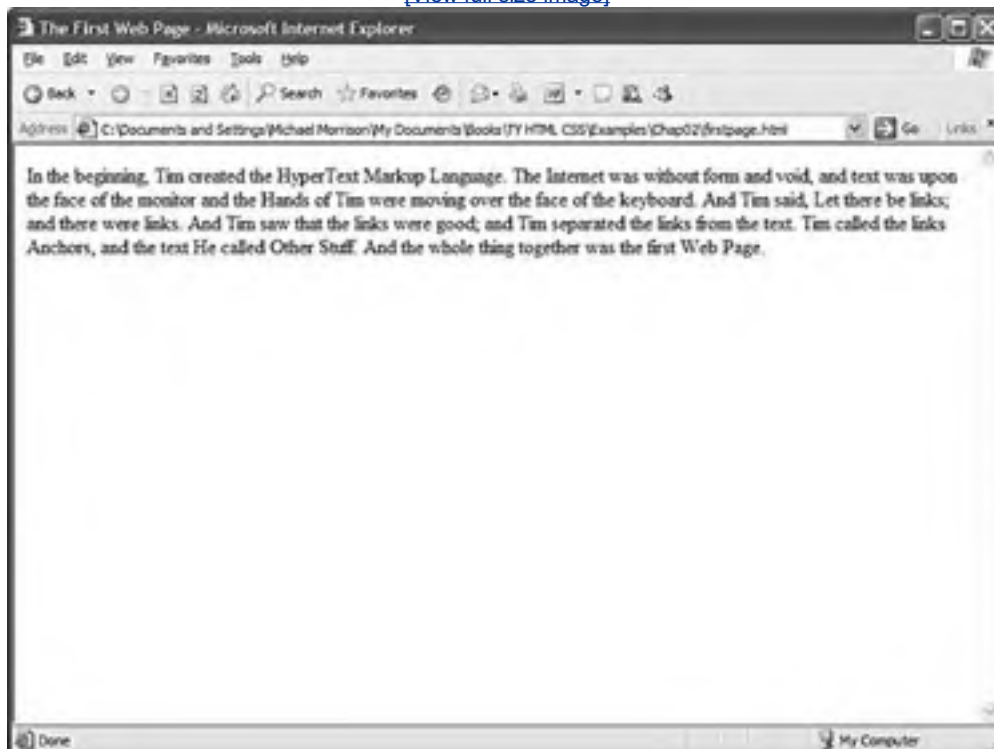 [View full size image]
The First Web Page - Microsoft Internet Explorer
File Edit View Favorites Tools Help
Back Search Favorites
Address C:\Documents and Settings\Michael Morrison\My Documents\Books\TY HTML CSS\Examples\Chap02\firstpage.html Go Links
In the beginning, Tim created the HyperText Markup Language. The Internet was without form and void, and text was upon
the face of the monitor and the Hands of Tim were moving over the face of the keyboard. And Tim said, Let there be links;
and there were links. And Tim saw that the links were good; and Tim separated the links from the text. Tim called the links
Anchors, and the text He called Other Stuff. And the whole thing together was the first Web Page.
Done My Computer